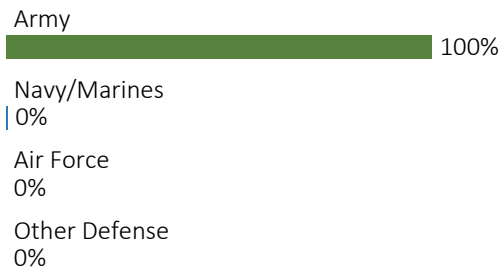 Army
100%
Navy/Marines
0%
Air Force
0%
Other Defense
0%